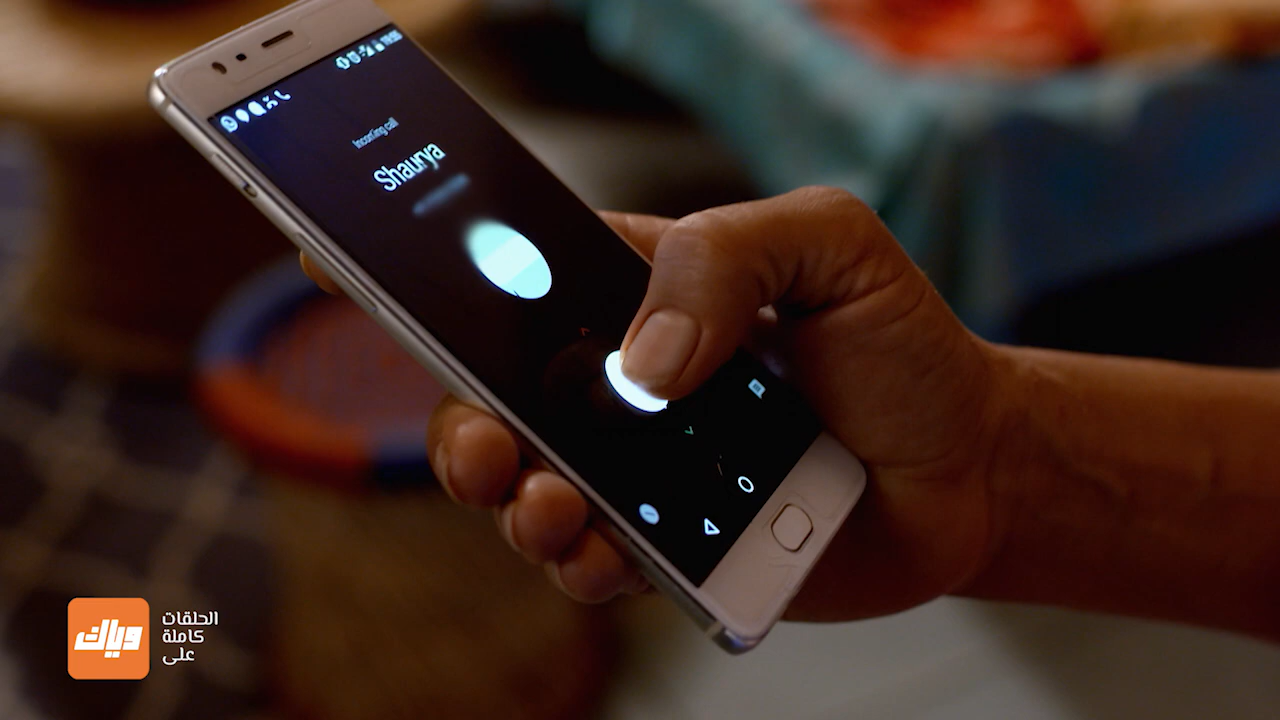 Incoming call
Shaurya
وياك
الحلقات
كاملة
على